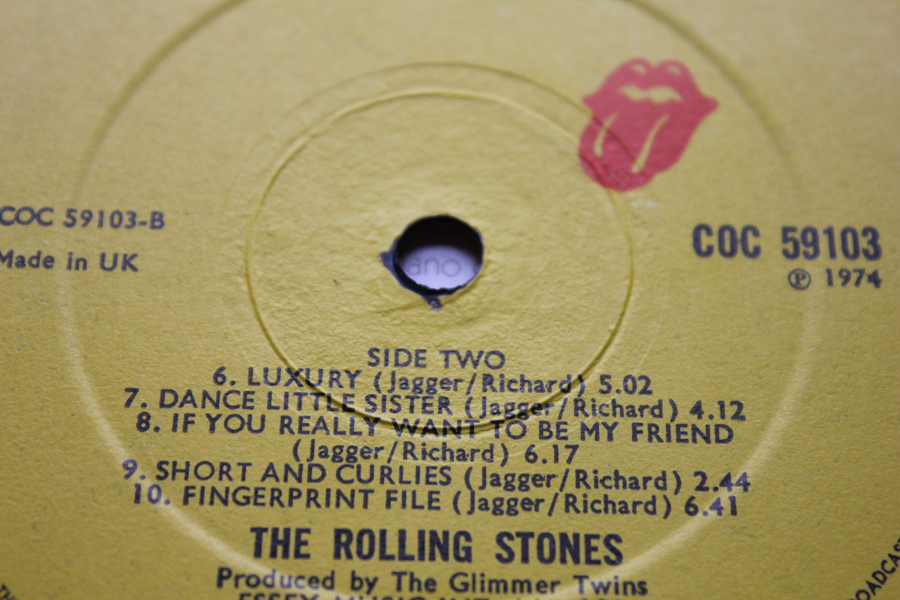 COC 59103-B
Made in UK
COC 59103
Ⓟ 1974
SIDE TWO
6. LUXURY (Jagger/Richard) 5.02
7. DANCE LITTLE SISTER (Jagger/Richard) 4.12
8. IF YOU REALLY WANT TO BE MY FRIEND
(Jagger/Richard) 6.17
9. SHORT AND CURLIES (Jagger/Richard) 2.44
10. FINGERPRINT FILE (Jagger/Richard) 6.41
THE ROLLING STONES
Produced by The Glimmer Twins
ESSEX MUSIC